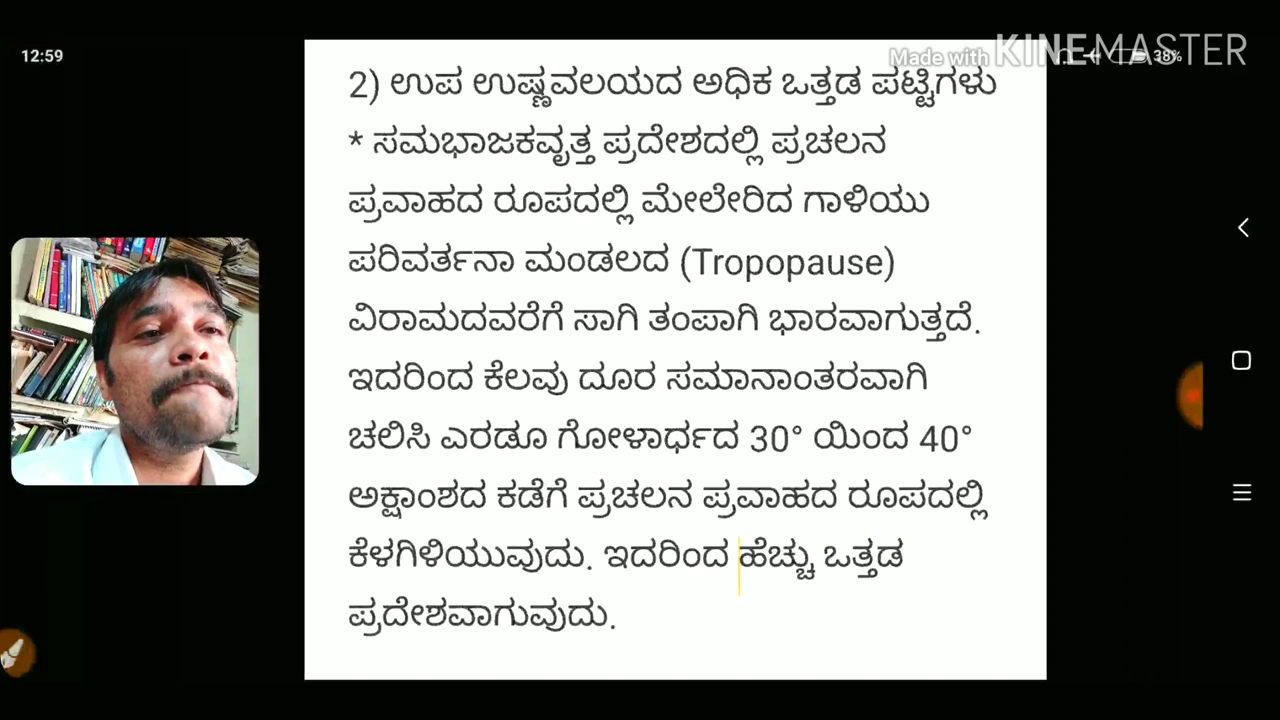 12:59
Made with KINEMASTER
38%
2) ಉಪ ಉಷ್ಣವಲಯದ ಅಧಿಕ ಒತ್ತಡ ಪಟ್ಟಿಗಳು
* ಸಮಭಾಜಕವೃತ್ತ ಪ್ರದೇಶದಲ್ಲಿ ಪ್ರಚಲನ
ಪ್ರವಾಹದ ರೂಪದಲ್ಲಿ ಮೇಲೇರಿದ ಗಾಳಿಯು
ಪರಿವರ್ತನಾ ಮಂಡಲದ (Tropopause)
ವಿರಾಮದವರೆಗೆ ಸಾಗಿ ತಂಪಾಗಿ ಭಾರವಾಗುತ್ತದೆ.
ಇದರಿಂದ ಕೆಲವು ದೂರ ಸಮಾನಾಂತರವಾಗಿ
ಚಲಿಸಿ ಎರಡೂ ಗೋಳಾರ್ಧದ 30° ಯಿಂದ 40°
ಅಕ್ಷಾಂಶದ ಕಡೆಗೆ ಪ್ರಚಲನ ಪ್ರವಾಹದ ರೂಪದಲ್ಲಿ
ಕೆಳಗಿಳಿಯುವುದು. ಇದರಿಂದ ಹೆಚ್ಚು ಒತ್ತಡ
ಪ್ರದೇಶವಾಗುವುದು.